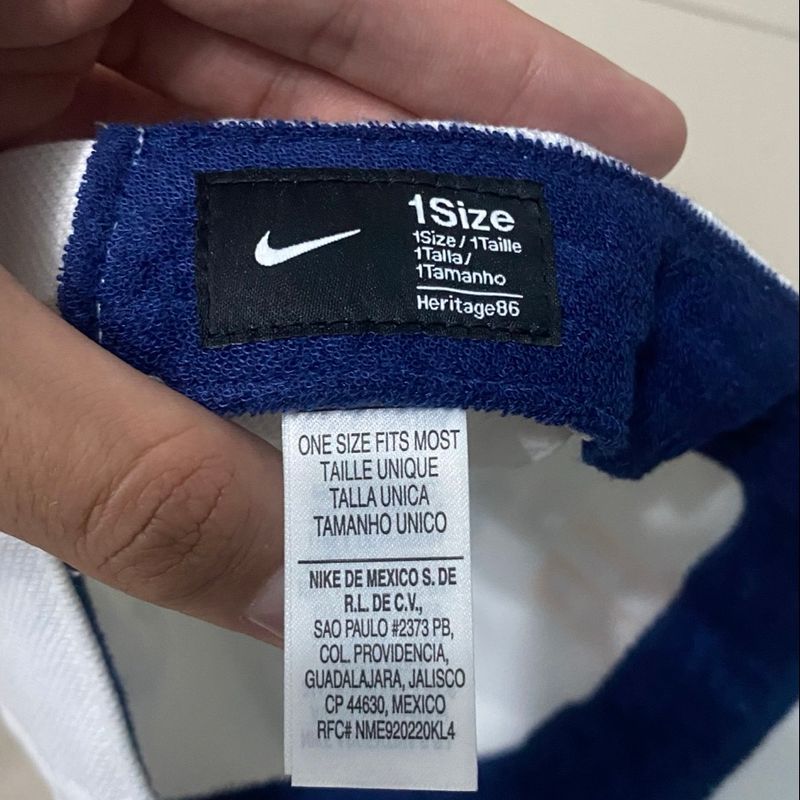 1Size
1Size / 1Taille
1Talla /
1Tamanho
Heritage86
ONE SIZE FITS MOST
TAILLE UNIQUE
TALLA UNICA
TAMANHO UNICO
NIKE DE MEXICO S. DE
R.L. DE C.V.,
SAO PAULO #2373 PB,
COL. PROVIDENCIA,
GUADALAJARA, JALISCO
CP 44630, MEXICO
RFC# NME920220KL4